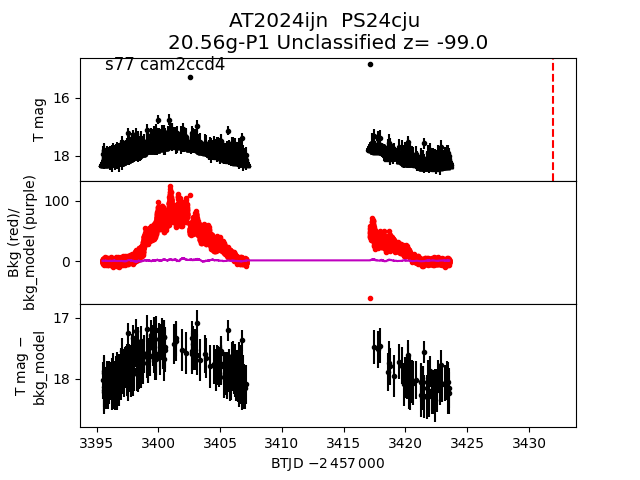 AT2024ijn  PS24cju
20.56g-P1 Unclassified z= -99.0
s77 cam2ccd4
T mag
16
18
Bkg (red)/
bkg_model (purple)
100
0
T mag −
bkg_model
17
18
3395 3400 3405 3410 3415 3420 3425 3430
BTJD −2 457 000